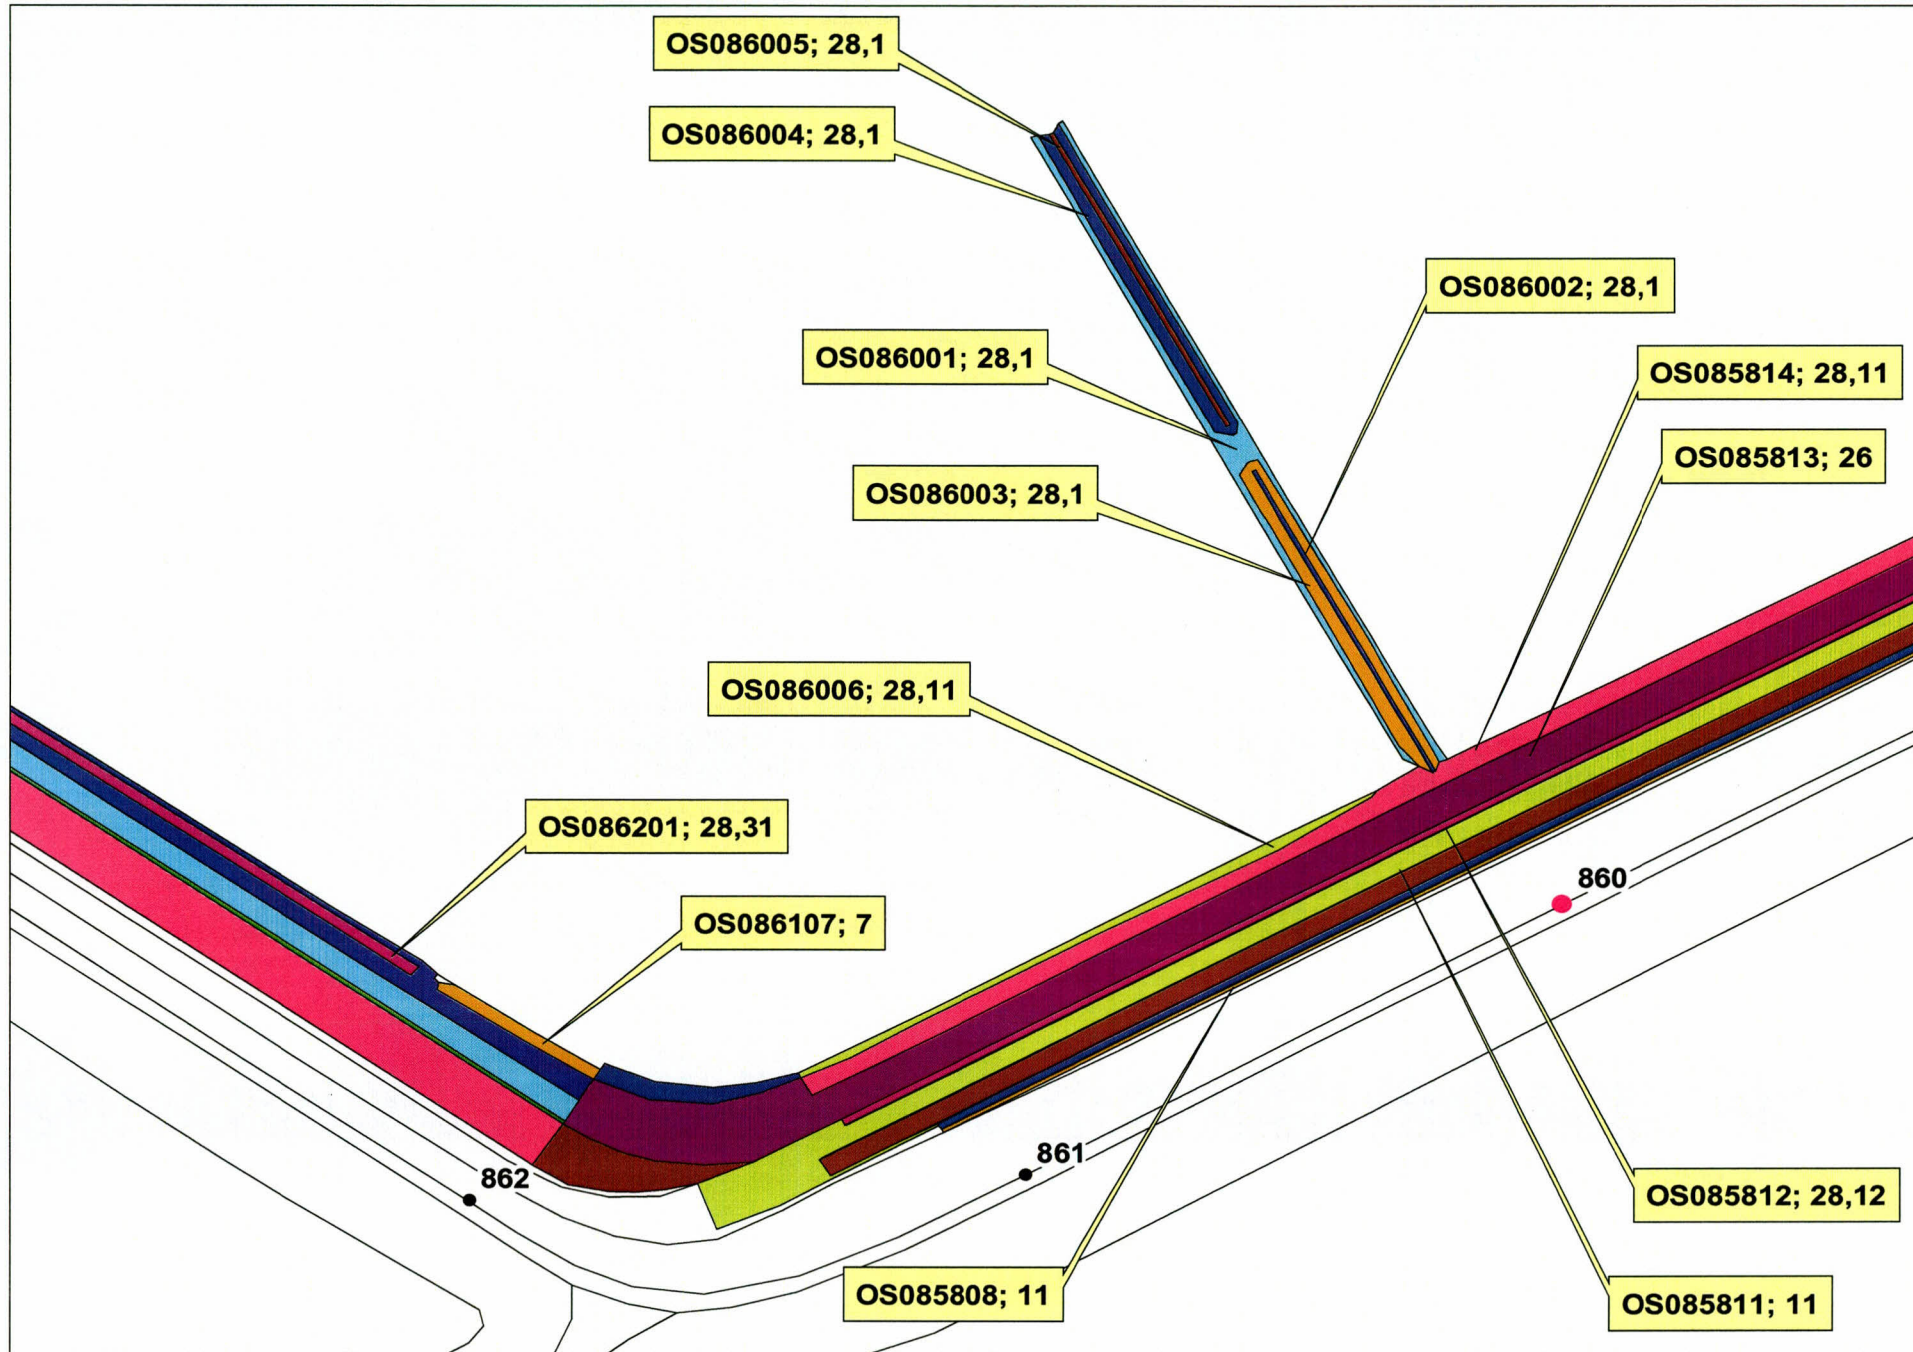 OS086005; 28,1
OS086004; 28,1
OS086002; 28,1
OS086001; 28,1
OS085814; 28,11
OS085813; 26
OS086003; 28,1
OS086006; 28,11
OS086201; 28,31
860
OS086107; 7
861
862
OS085812; 28,12
OS085808; 11
OS085811; 11